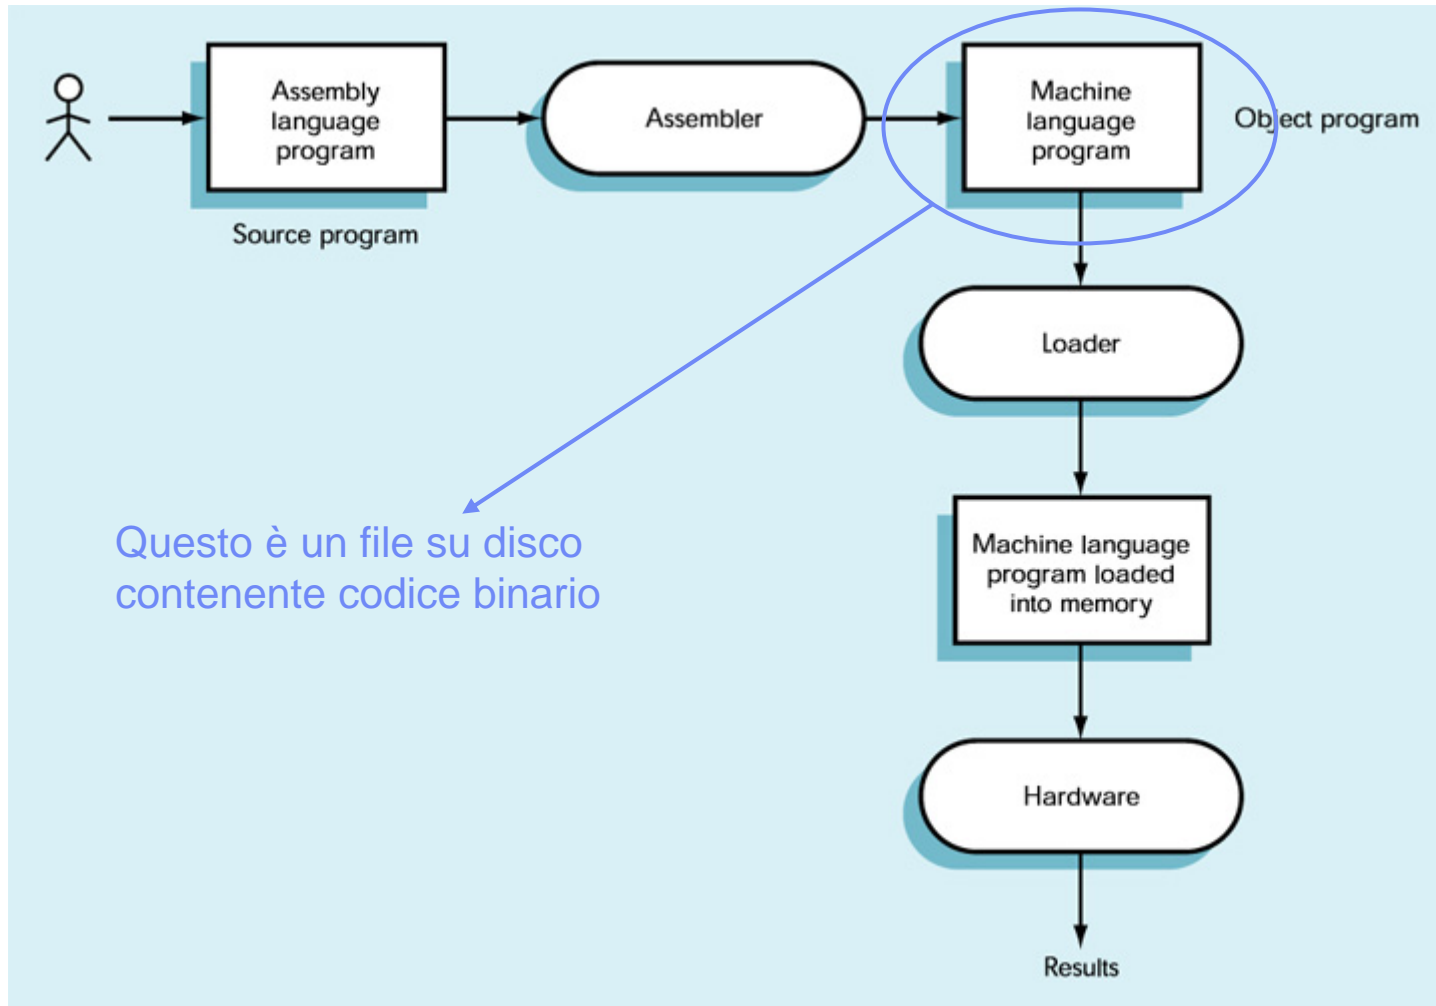 Assembly
language
program
Source program
Assembler
Machine
language
program
Object program
Loader
Machine language
program loaded
into memory
Hardware
Results
Questo è un file su disco
contenente codice binario